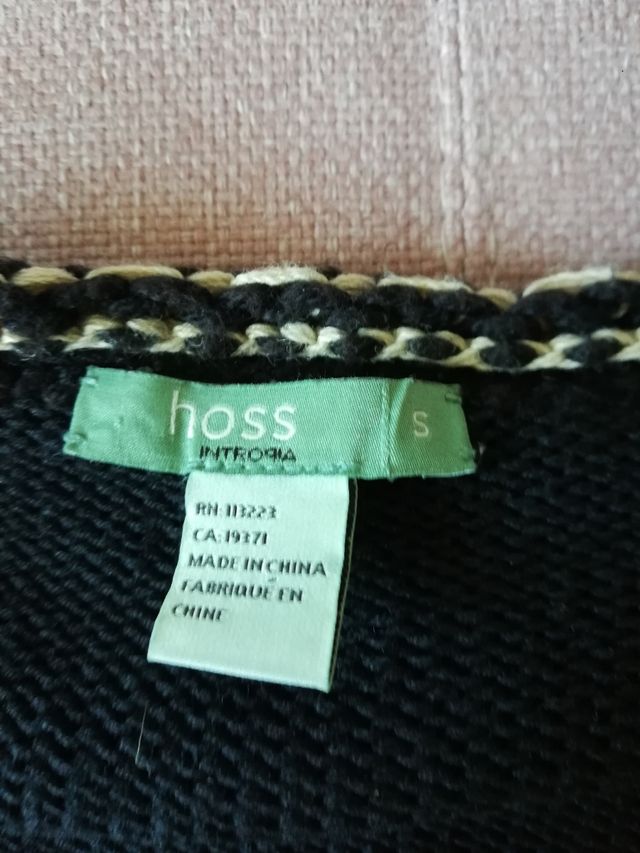 hoss S
INTROPIA
RN:113223
CA:19371
MADE IN CHINA
FABRIQUÉ EN
CHINE